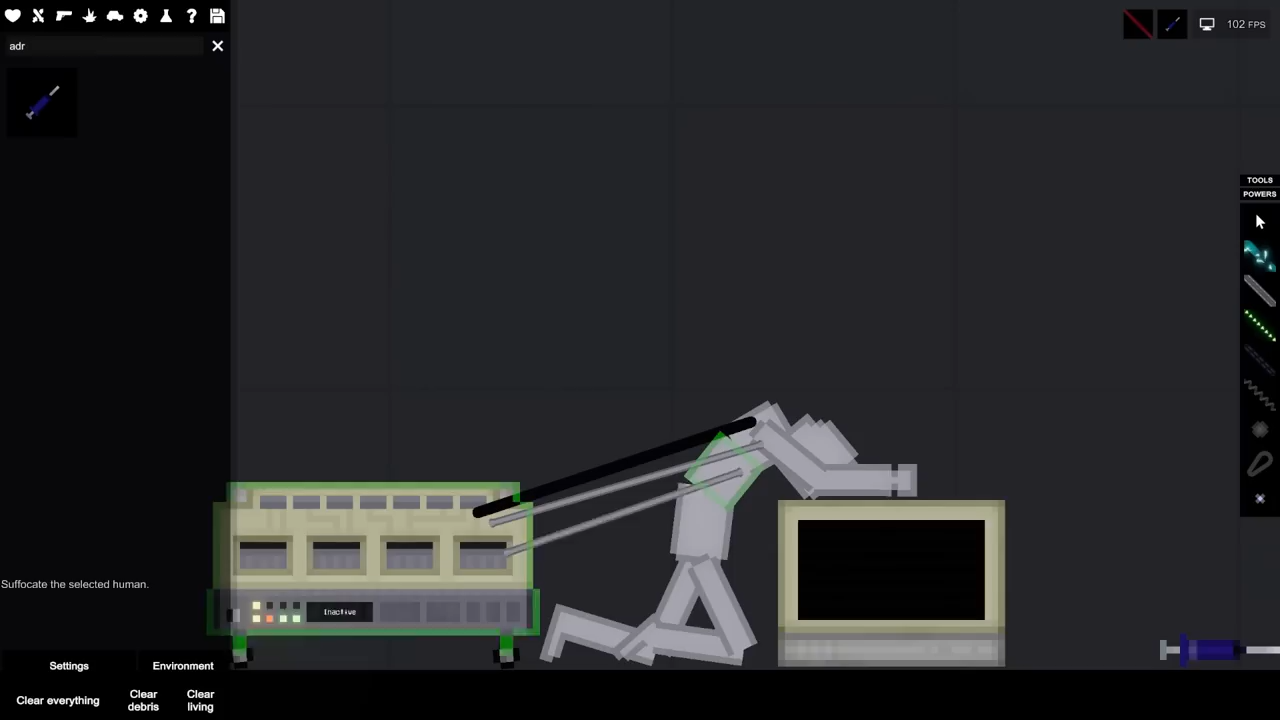 adr
102 FPS
TOOLS
POWERS
Suffocate the selected human.
Inactive
Settings
Environment
Clear everything
Clear debris
Clear living